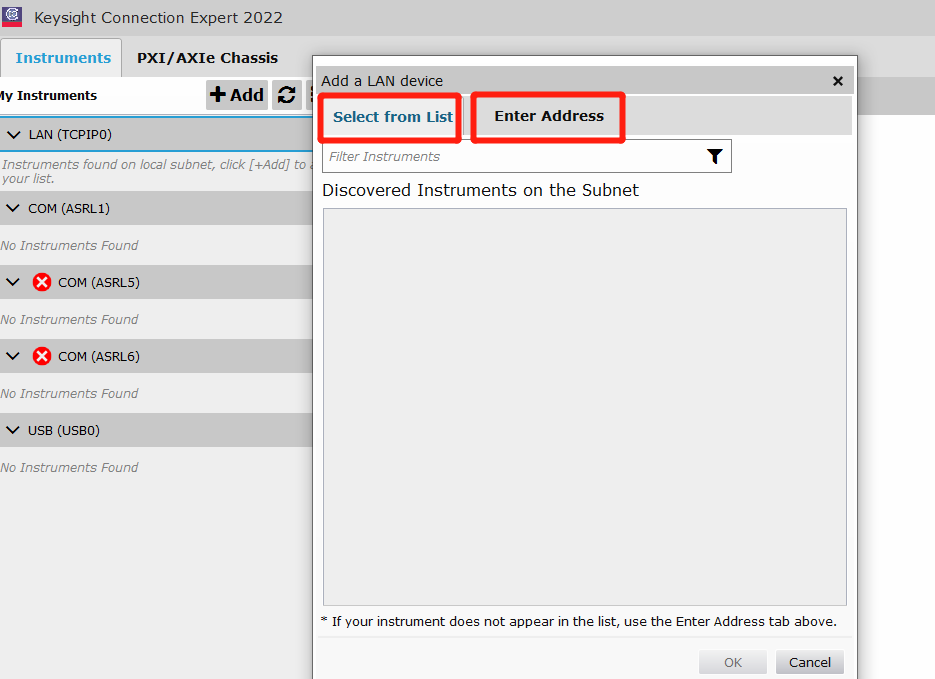 Keysight Connection Expert 2022
Instruments
PXI/AXIe Chassis
My Instruments
Add
LAN (TCPIP0)
Instruments found on local subnet, click [+Add] to
your list.
COM (ASRL1)
No Instruments Found
COM (ASRL5)
No Instruments Found
COM (ASRL6)
No Instruments Found
USB (USB0)
No Instruments Found
Add a LAN device
Select from List
Enter Address
Filter Instruments
Discovered Instruments on the Subnet
* If your instrument does not appear in the list, use the Enter Address tab above.
OK
Cancel